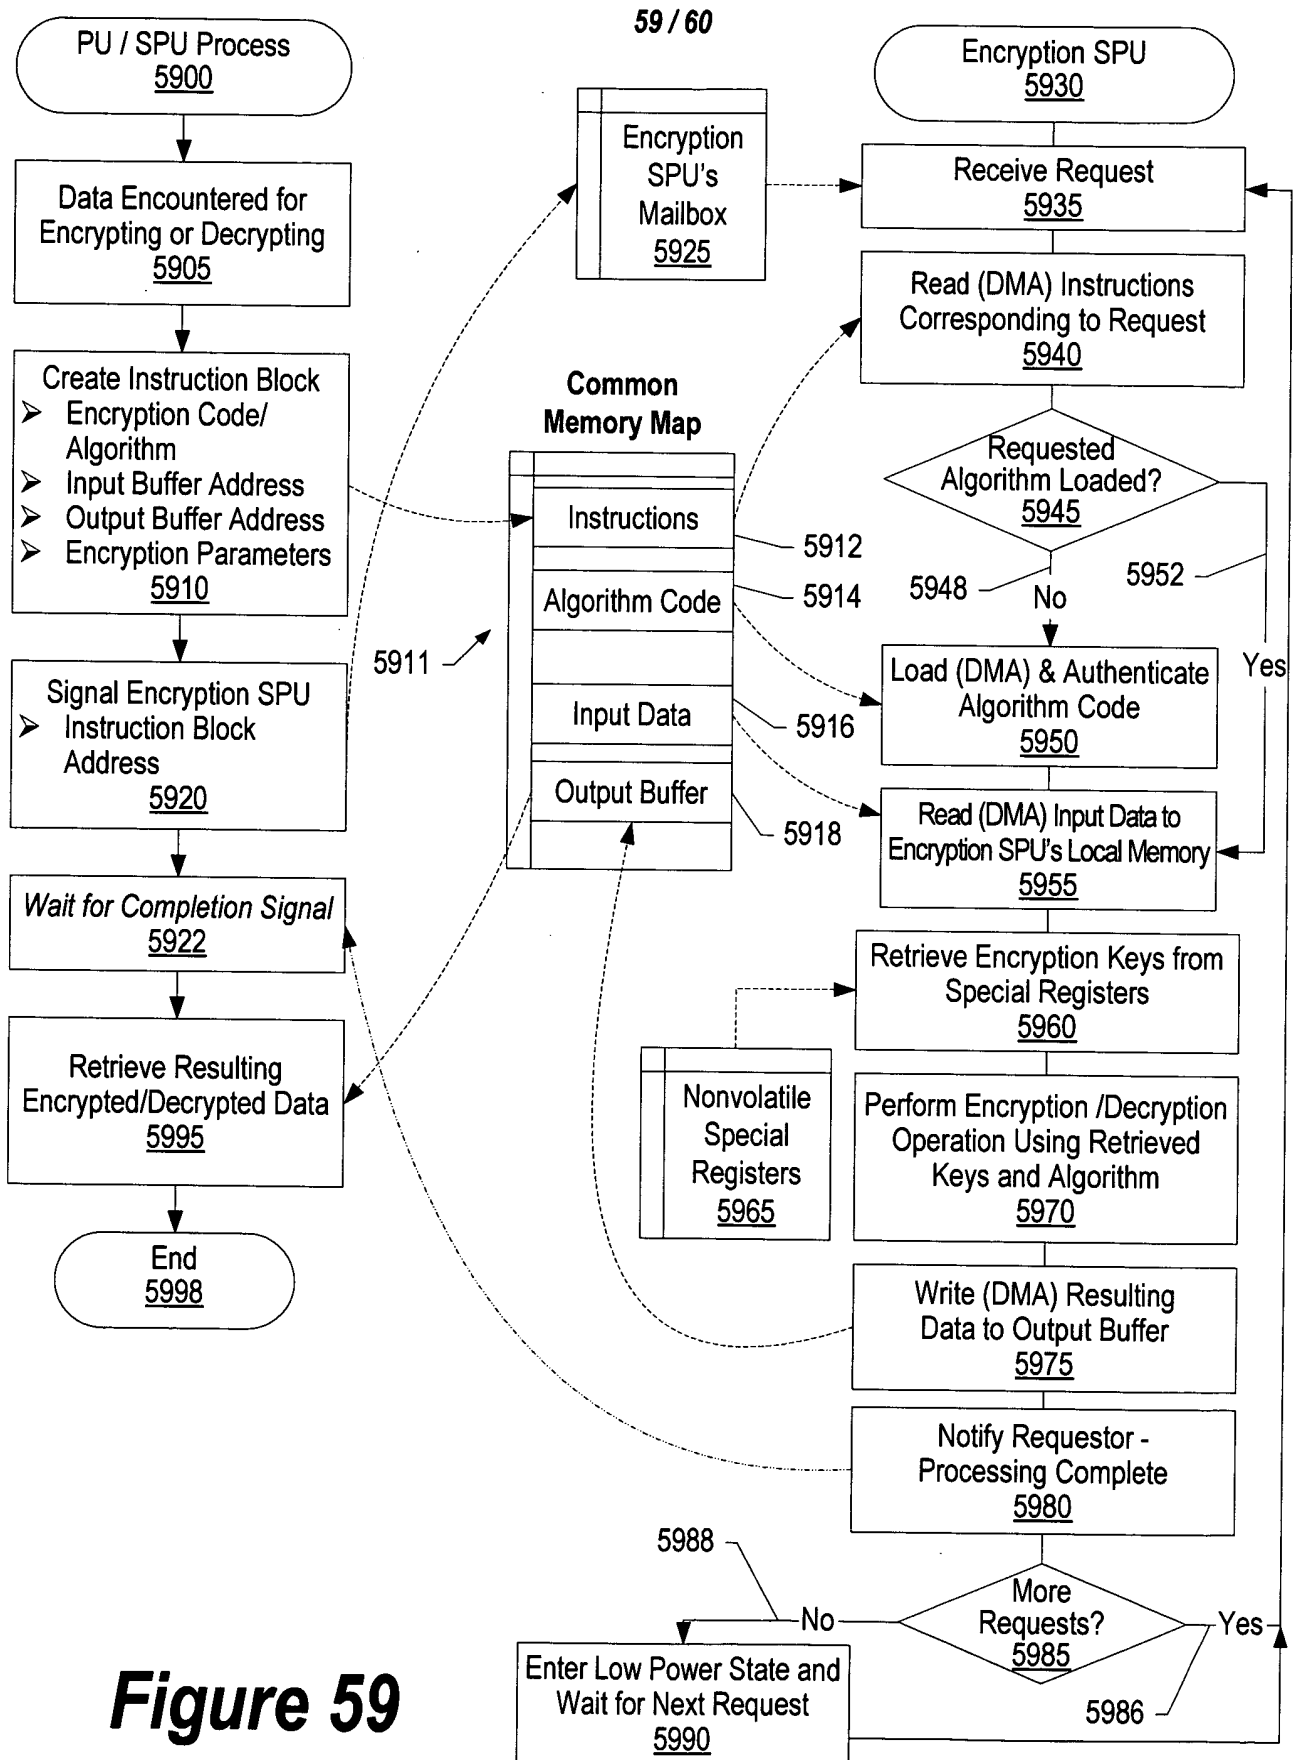 59 / 60
PU / SPU Process
5900
Data Encountered for
Encrypting or Decrypting
5905
Create Instruction Block
➢ Encryption Code/
Algorithm
➢ Input Buffer Address
➢ Output Buffer Address
➢ Encryption Parameters
5910
Signal Encryption SPU
➢ Instruction Block
Address
5920
Wait for Completion Signal
5922
Retrieve Resulting
Encrypted/Decrypted Data
5995
End
5998
Encryption
SPU's
Mailbox
5925
Common
Memory Map
Instructions
Algorithm Code
Input Data
Output Buffer
5911
5912
5914
5916
5918
Nonvolatile
Special
Registers
5965
Encryption SPU
5930
Receive Request
5935
Read (DMA) Instructions
Corresponding to Request
5940
Requested
Algorithm Loaded?
5945
5948
No
5952
Yes
Load (DMA) & Authenticate
Algorithm Code
5950
Read (DMA) Input Data to
Encryption SPU's Local Memory
5955
Retrieve Encryption Keys from
Special Registers
5960
Perform Encryption /Decryption
Operation Using Retrieved
Keys and Algorithm
5970
Write (DMA) Resulting
Data to Output Buffer
5975
Notify Requestor -
Processing Complete
5980
More
Requests?
5985
5988
No
Yes
5986
Enter Low Power State and
Wait for Next Request
5990
Figure 59